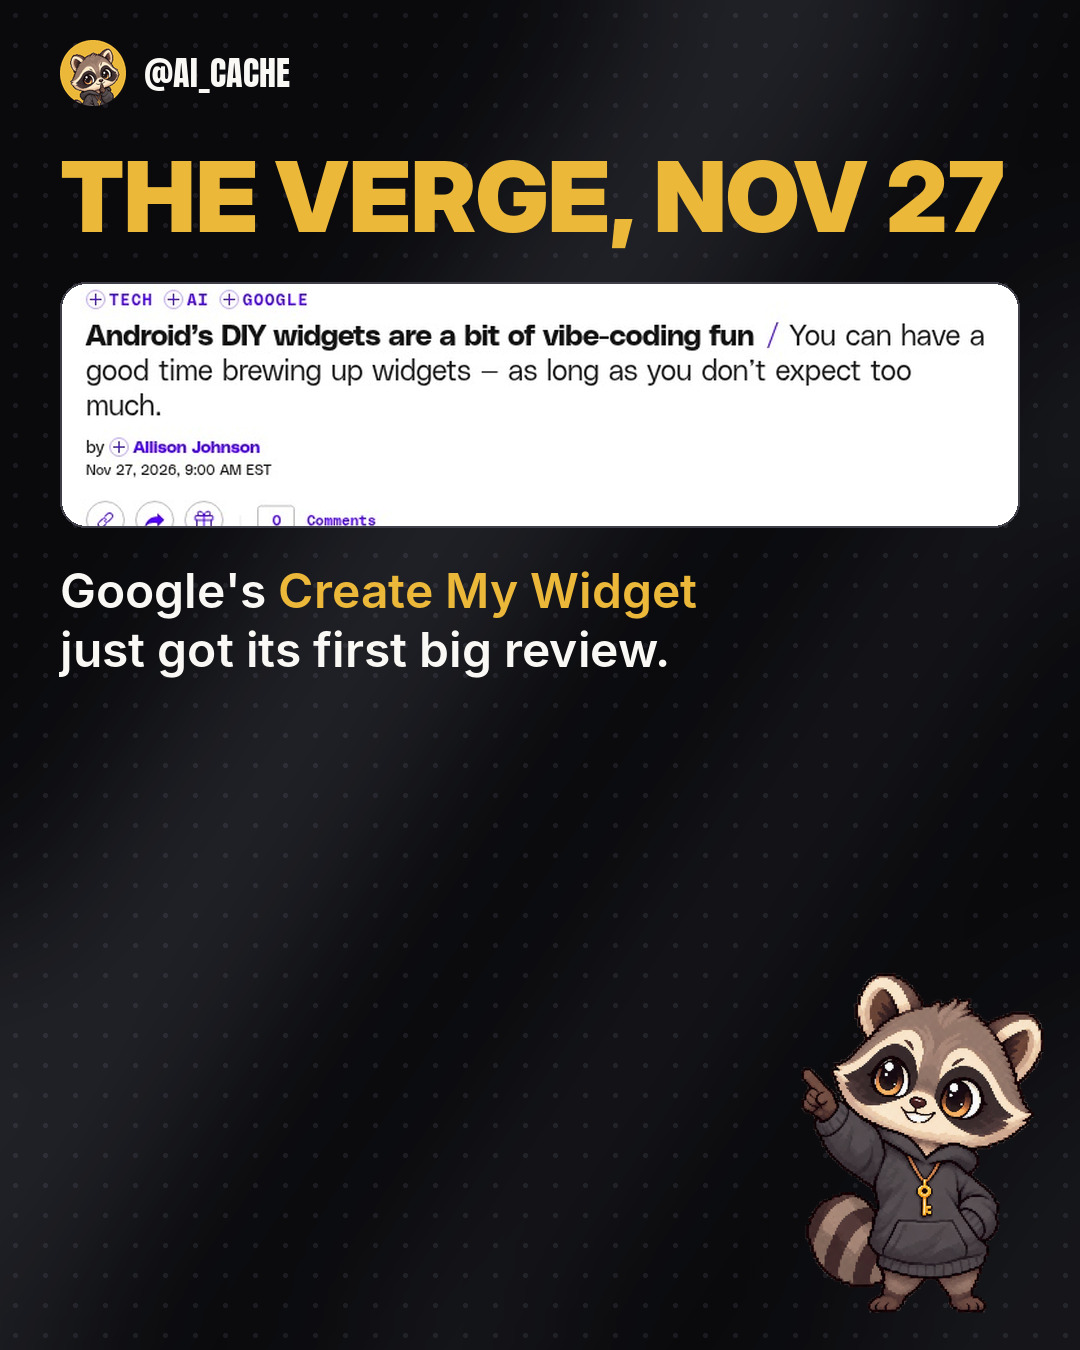 @AI_CACHE
THE VERGE, NOV 27
TECH AI GOOGLE
Android’s DIY widgets are a bit of vibe-coding fun / You can have a
good time brewing up widgets — as long as you don’t expect too
much.
by Allison Johnson
Nov 27, 2026, 9:00 AM EST
0 Comments
Google's Create My Widget
just got its first big review.